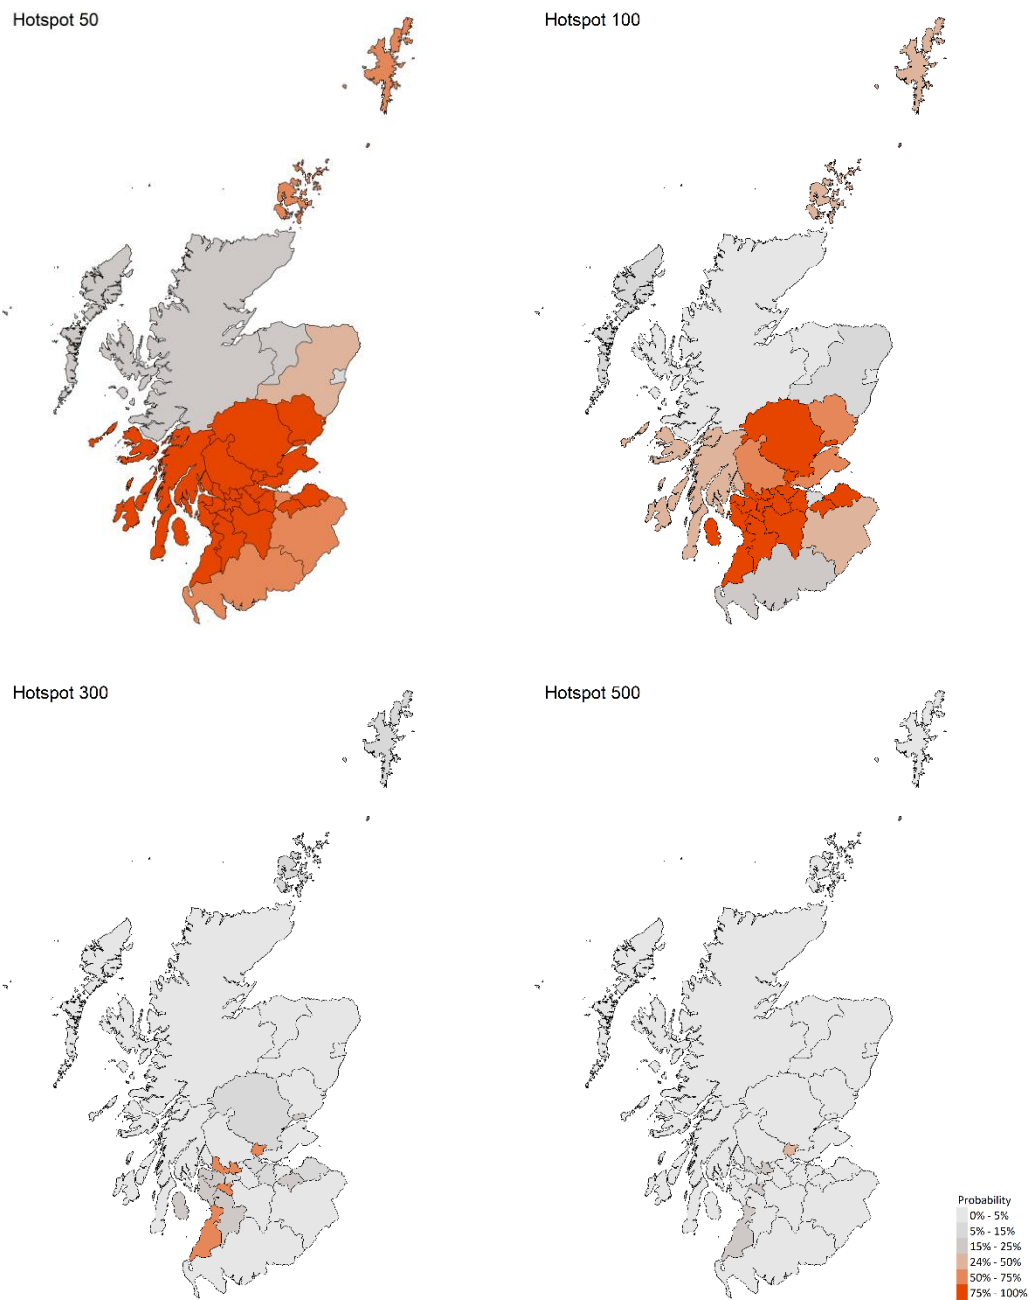 Hotspot 50
Hotspot 100
Hotspot 300
Hotspot 500
Probability
0% - 5%
5% - 15%
15% - 25%
24% - 50%
50% - 75%
75% - 100%